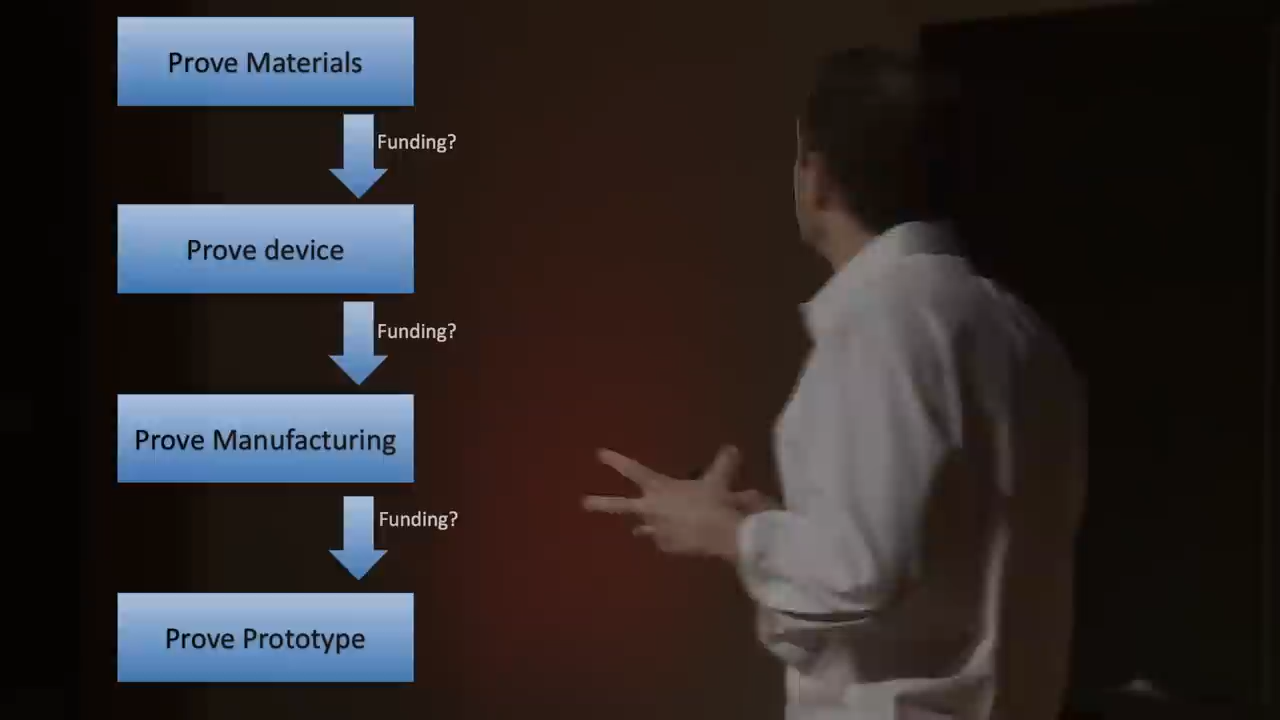 Prove Materials
Funding?
Prove device
Funding?
Prove Manufacturing
Funding?
Prove Prototype